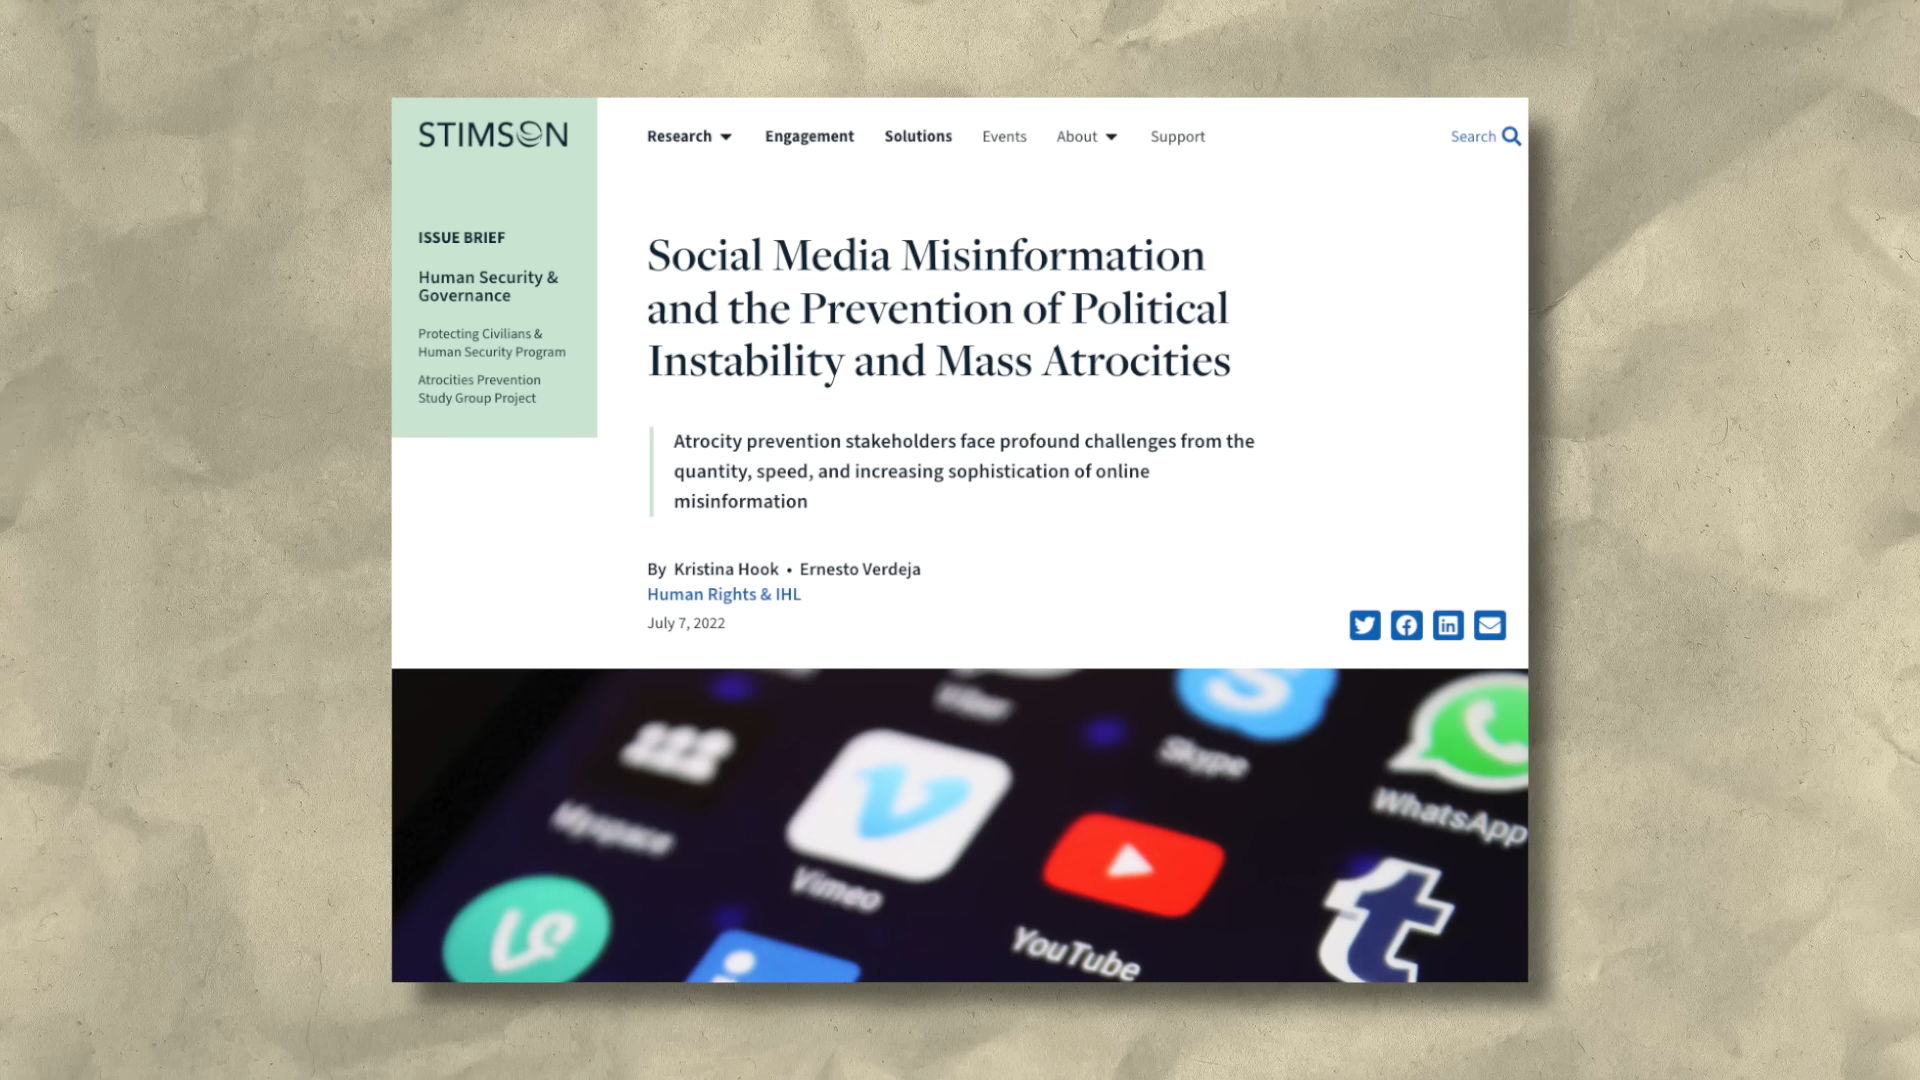 STIMSON
Research
Engagement
Solutions
Events
About
Support
Search
ISSUE BRIEF
Human Security &
Governance
Protecting Civilians &
Human Security Program
Atrocities Prevention
Study Group Project
Social Media Misinformation
and the Prevention of Political
Instability and Mass Atrocities
Atrocity prevention stakeholders face profound challenges from the
quantity, speed, and increasing sophistication of online
misinformation
By Kristina Hook • Ernesto Verdeja
Human Rights & IHL
July 7, 2022
Viber
Skype
WhatsApp
Myspace
Vimeo
YouTube